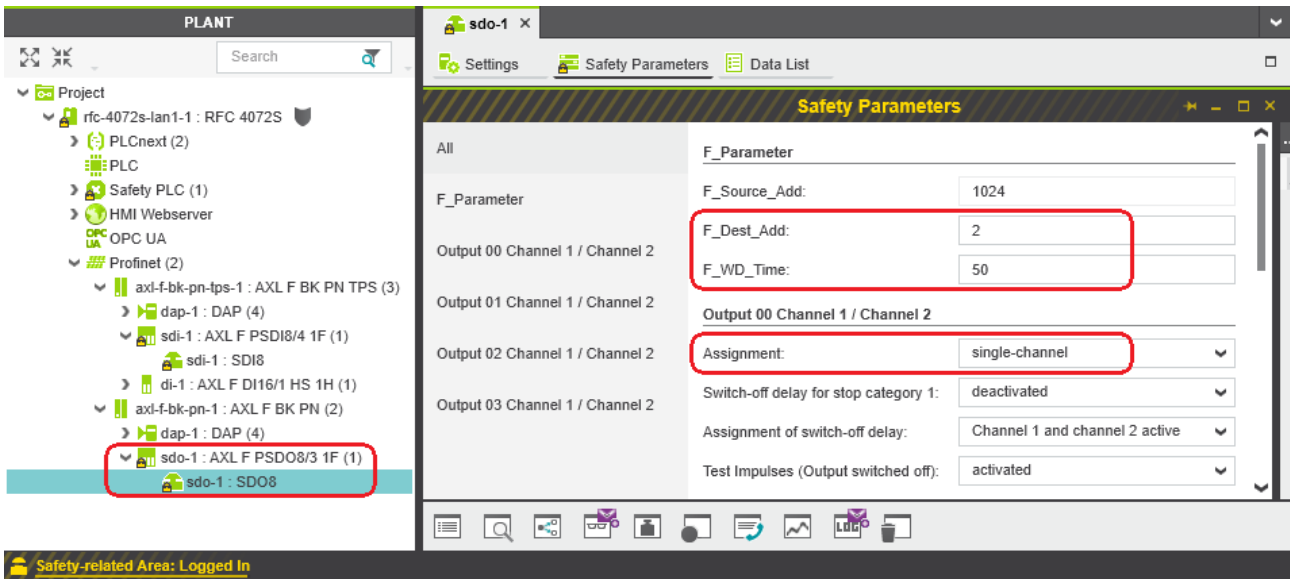 PLANT
Search
Project
rfc-4072s-lan1-1 : RFC 4072S
PLCnext (2)
PLC
Safety PLC (1)
HMI Webserver
OPC UA OPC UA
Profinet (2)
axl-f-bk-pn-tps-1 : AXL F BK PN TPS (3)
dap-1 : DAP (4)
sdi-1 : AXL F PSDI8/4 1F (1)
sdi-1 : SDI8
di-1 : AXL F DI16/1 HS 1H (1)
axl-f-bk-pn-1 : AXL F BK PN (2)
dap-1 : DAP (4)
sdo-1 : AXL F PSDO8/3 1F (1)
sdo-1 : SDO8
sdo-1
Settings Safety Parameters Data List
Safety Parameters
All
F_Parameter
Output 00 Channel 1 / Channel 2
Output 01 Channel 1 / Channel 2
Output 02 Channel 1 / Channel 2
Output 03 Channel 1 / Channel 2
F_Parameter
F_Source_Add: 1024
F_Dest_Add: 2
F_WD_Time: 50
Output 00 Channel 1 / Channel 2
Assignment: single-channel
Switch-off delay for stop category 1: deactivated
Assignment of switch-off delay: Channel 1 and channel 2 active
Test Impulses (Output switched off): activated
LOG
Safety-related Area: Logged In